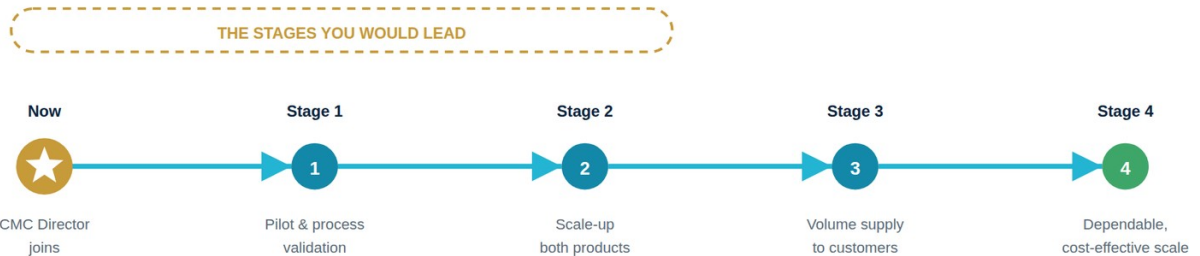 THE STAGES YOU WOULD LEAD
Now
Stage 1
Stage 2
Stage 3
Stage 4
1
2
3
4
CMC Director
joins
Pilot & process
validation
Scale-up
both products
Volume supply
to customers
Dependable,
cost-effective scale